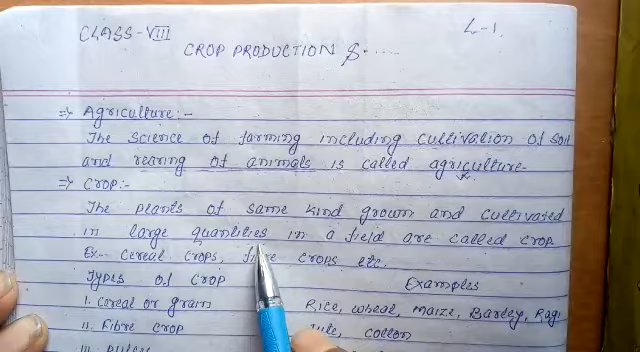 CLASS-VIII
L-1.
CROP PRODUCTION &.....
=> Agriculture:-
The Science of farming including cultivation of soil
and rearing of animals is called agriculture.
=> Crop:-
The plants of same kind grown and cultivated
in large quantities in a field are called crop
Ex:- Cereal crops, fibre crops etc.
Types of crop Examples
I. Cereal or grain Rice, wheat, maize, Barley, Ragi
II. Fibre crop Jute, cotton
III.